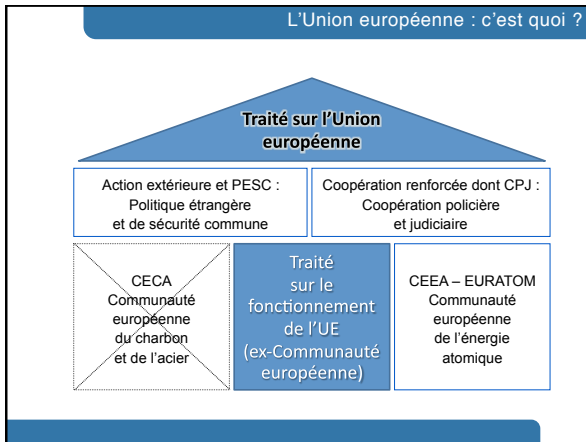 L'Union européenne : c'est quoi ?
Traité sur l'Union
européenne
Action extérieure et PESC :
Politique étrangère
et de sécurité commune
Coopération renforcée dont CPJ :
Coopération policière
et judiciaire
CECA
Communauté
européenne
du charbon
et de l'acier
Traité
sur le
fonctionnement
de l'UE
(ex-Communauté
européenne)
CEEA – EURATOM
Communauté
européenne
de l'énergie
atomique